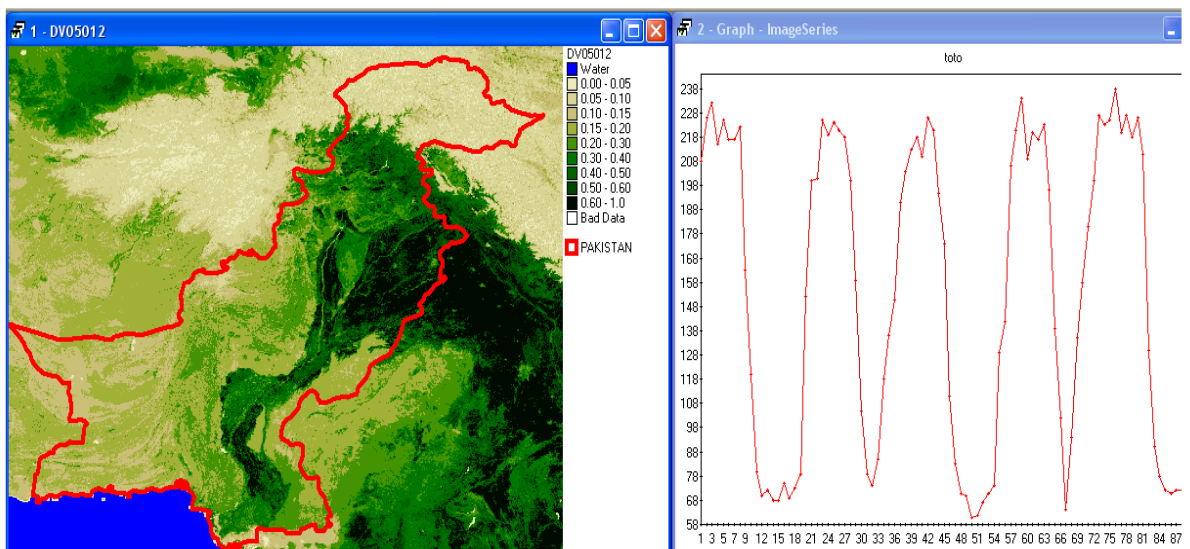 1 - DV05012
DV05012
Water
0.00 - 0.05
0.05 - 0.10
0.10 - 0.15
0.15 - 0.20
0.20 - 0.30
0.30 - 0.40
0.40 - 0.50
0.50 - 0.60
0.60 - 1.0
Bad Data
PAKISTAN
2 - Graph - ImageSeries
toto
238
228
218
208
198
188
178
168
158
148
138
128
118
108
98
88
78
68
58
1 3 5 7 9 12 15 18 21 24 27 30 33 36 39 42 45 48 51 54 57 60 63 66 69 72 75 78 81 84 87